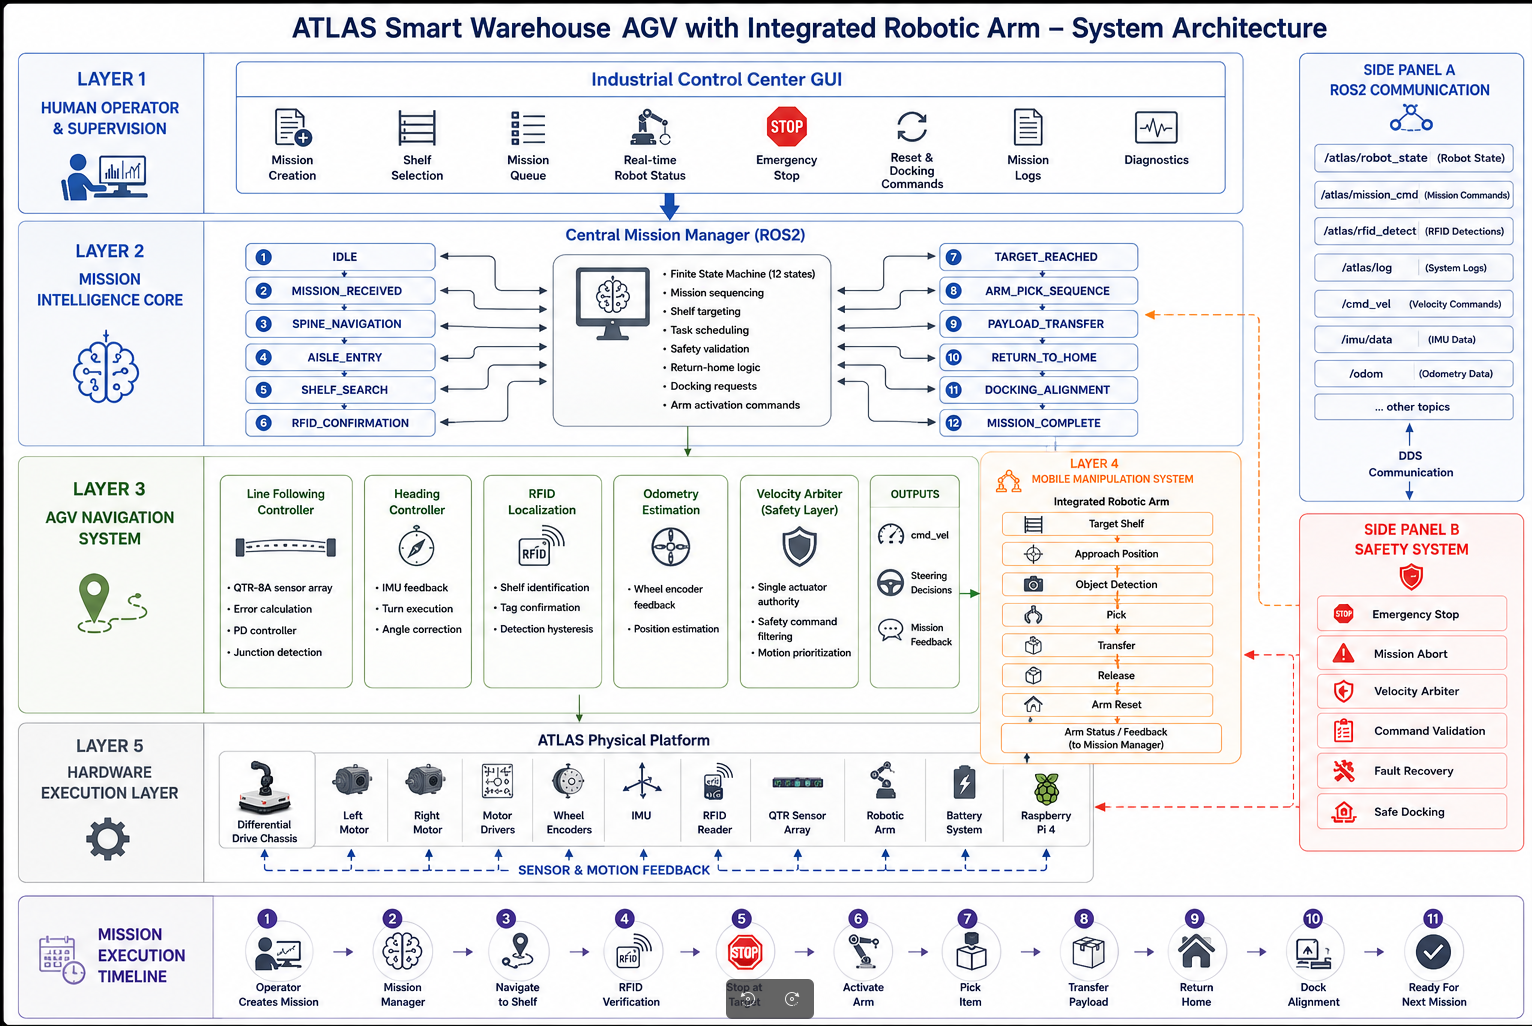 ATLAS Smart Warehouse AGV with Integrated Robotic Arm – System Architecture
LAYER 1
HUMAN OPERATOR
& SUPERVISION
Industrial Control Center GUI
Mission
Creation
Shelf
Selection
Mission
Queue
Real-time
Robot Status
STOP
Emergency
Stop
Reset &
Docking
Commands
Mission
Logs
Diagnostics
LAYER 2
MISSION
INTELLIGENCE CORE
Central Mission Manager (ROS2)
1 IDLE
2 MISSION_RECEIVED
3 SPINE_NAVIGATION
4 AISLE_ENTRY
5 SHELF_SEARCH
6 RFID_CONFIRMATION
• Finite State Machine (12 states)
• Mission sequencing
• Shelf targeting
• Task scheduling
• Safety validation
• Return-home logic
• Docking requests
• Arm activation commands
7 TARGET_REACHED
8 ARM_PICK_SEQUENCE
9 PAYLOAD_TRANSFER
10 RETURN_TO_HOME
11 DOCKING_ALIGNMENT
12 MISSION_COMPLETE
LAYER 3
AGV NAVIGATION
SYSTEM
Line Following
Controller
• QTR-8A sensor array
• Error calculation
• PD controller
• Junction detection
Heading
Controller
• IMU feedback
• Turn execution
• Angle correction
RFID
Localization
RFID
• Shelf identification
• Tag confirmation
• Detection hysteresis
Odometry
Estimation
• Wheel encoder
feedback
• Position estimation
Velocity Arbiter
(Safety Layer)
• Single actuator
authority
• Safety command
filtering
• Motion prioritization
OUTPUTS
cmd_vel
Steering
Decisions
Mission
Feedback
LAYER 4
MOBILE MANIPULATION SYSTEM
Integrated Robotic Arm
Target Shelf
Approach Position
Object Detection
Pick
Transfer
Release
Arm Reset
Arm Status / Feedback
(to Mission Manager)
LAYER 5
HARDWARE
EXECUTION LAYER
ATLAS Physical Platform
Differential
Drive Chassis
Left
Motor
Right
Motor
Motor
Drivers
Wheel
Encoders
IMU
RFID
Reader
QTR Sensor
Array
Robotic
Arm
Battery
System
Raspberry
Pi 4
SENSOR & MOTION FEEDBACK
SIDE PANEL A
ROS2 COMMUNICATION
/atlas/robot_state (Robot State)
/atlas/mission_cmd (Mission Commands)
/atlas/rfid_detect (RFID Detections)
/atlas/log (System Logs)
/cmd_vel (Velocity Commands)
/imu/data (IMU Data)
/odom (Odometry Data)
... other topics
DDS
Communication
SIDE PANEL B
SAFETY SYSTEM
STOP Emergency Stop
Mission Abort
Velocity Arbiter
Command Validation
Fault Recovery
Safe Docking
MISSION
EXECUTION
TIMELINE
1
Operator
Creates Mission
2
Mission
Manager
3
Navigate
to Shelf
4
RFID
RFID
Verification
5
STOP
Stop at
Target
6
Activate
Arm
7
Pick
Item
8
Transfer
Payload
9
Return
Home
10
Dock
Alignment
11
Ready For
Next Mission